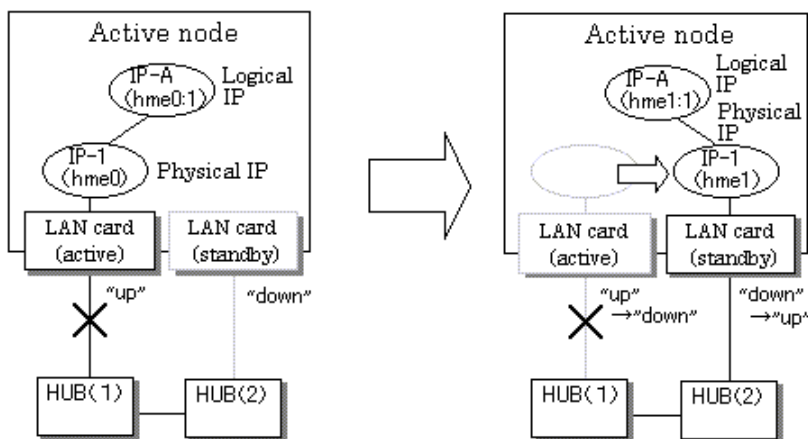 Active node
IP-A
(hme0:1)
Logical
IP
IP-1
(hme0)
Physical IP
LAN card
(active)
LAN card
(standby)
"up"
"down"
HUB(1)
HUB(2)
Active node
IP-A
(hme1:1)
Logical
IP
Physical
IP
IP-1
(hme1)
LAN card
(active)
LAN card
(standby)
"up"
→"down"
"down"
→"up"
HUB(1)
HUB(2)